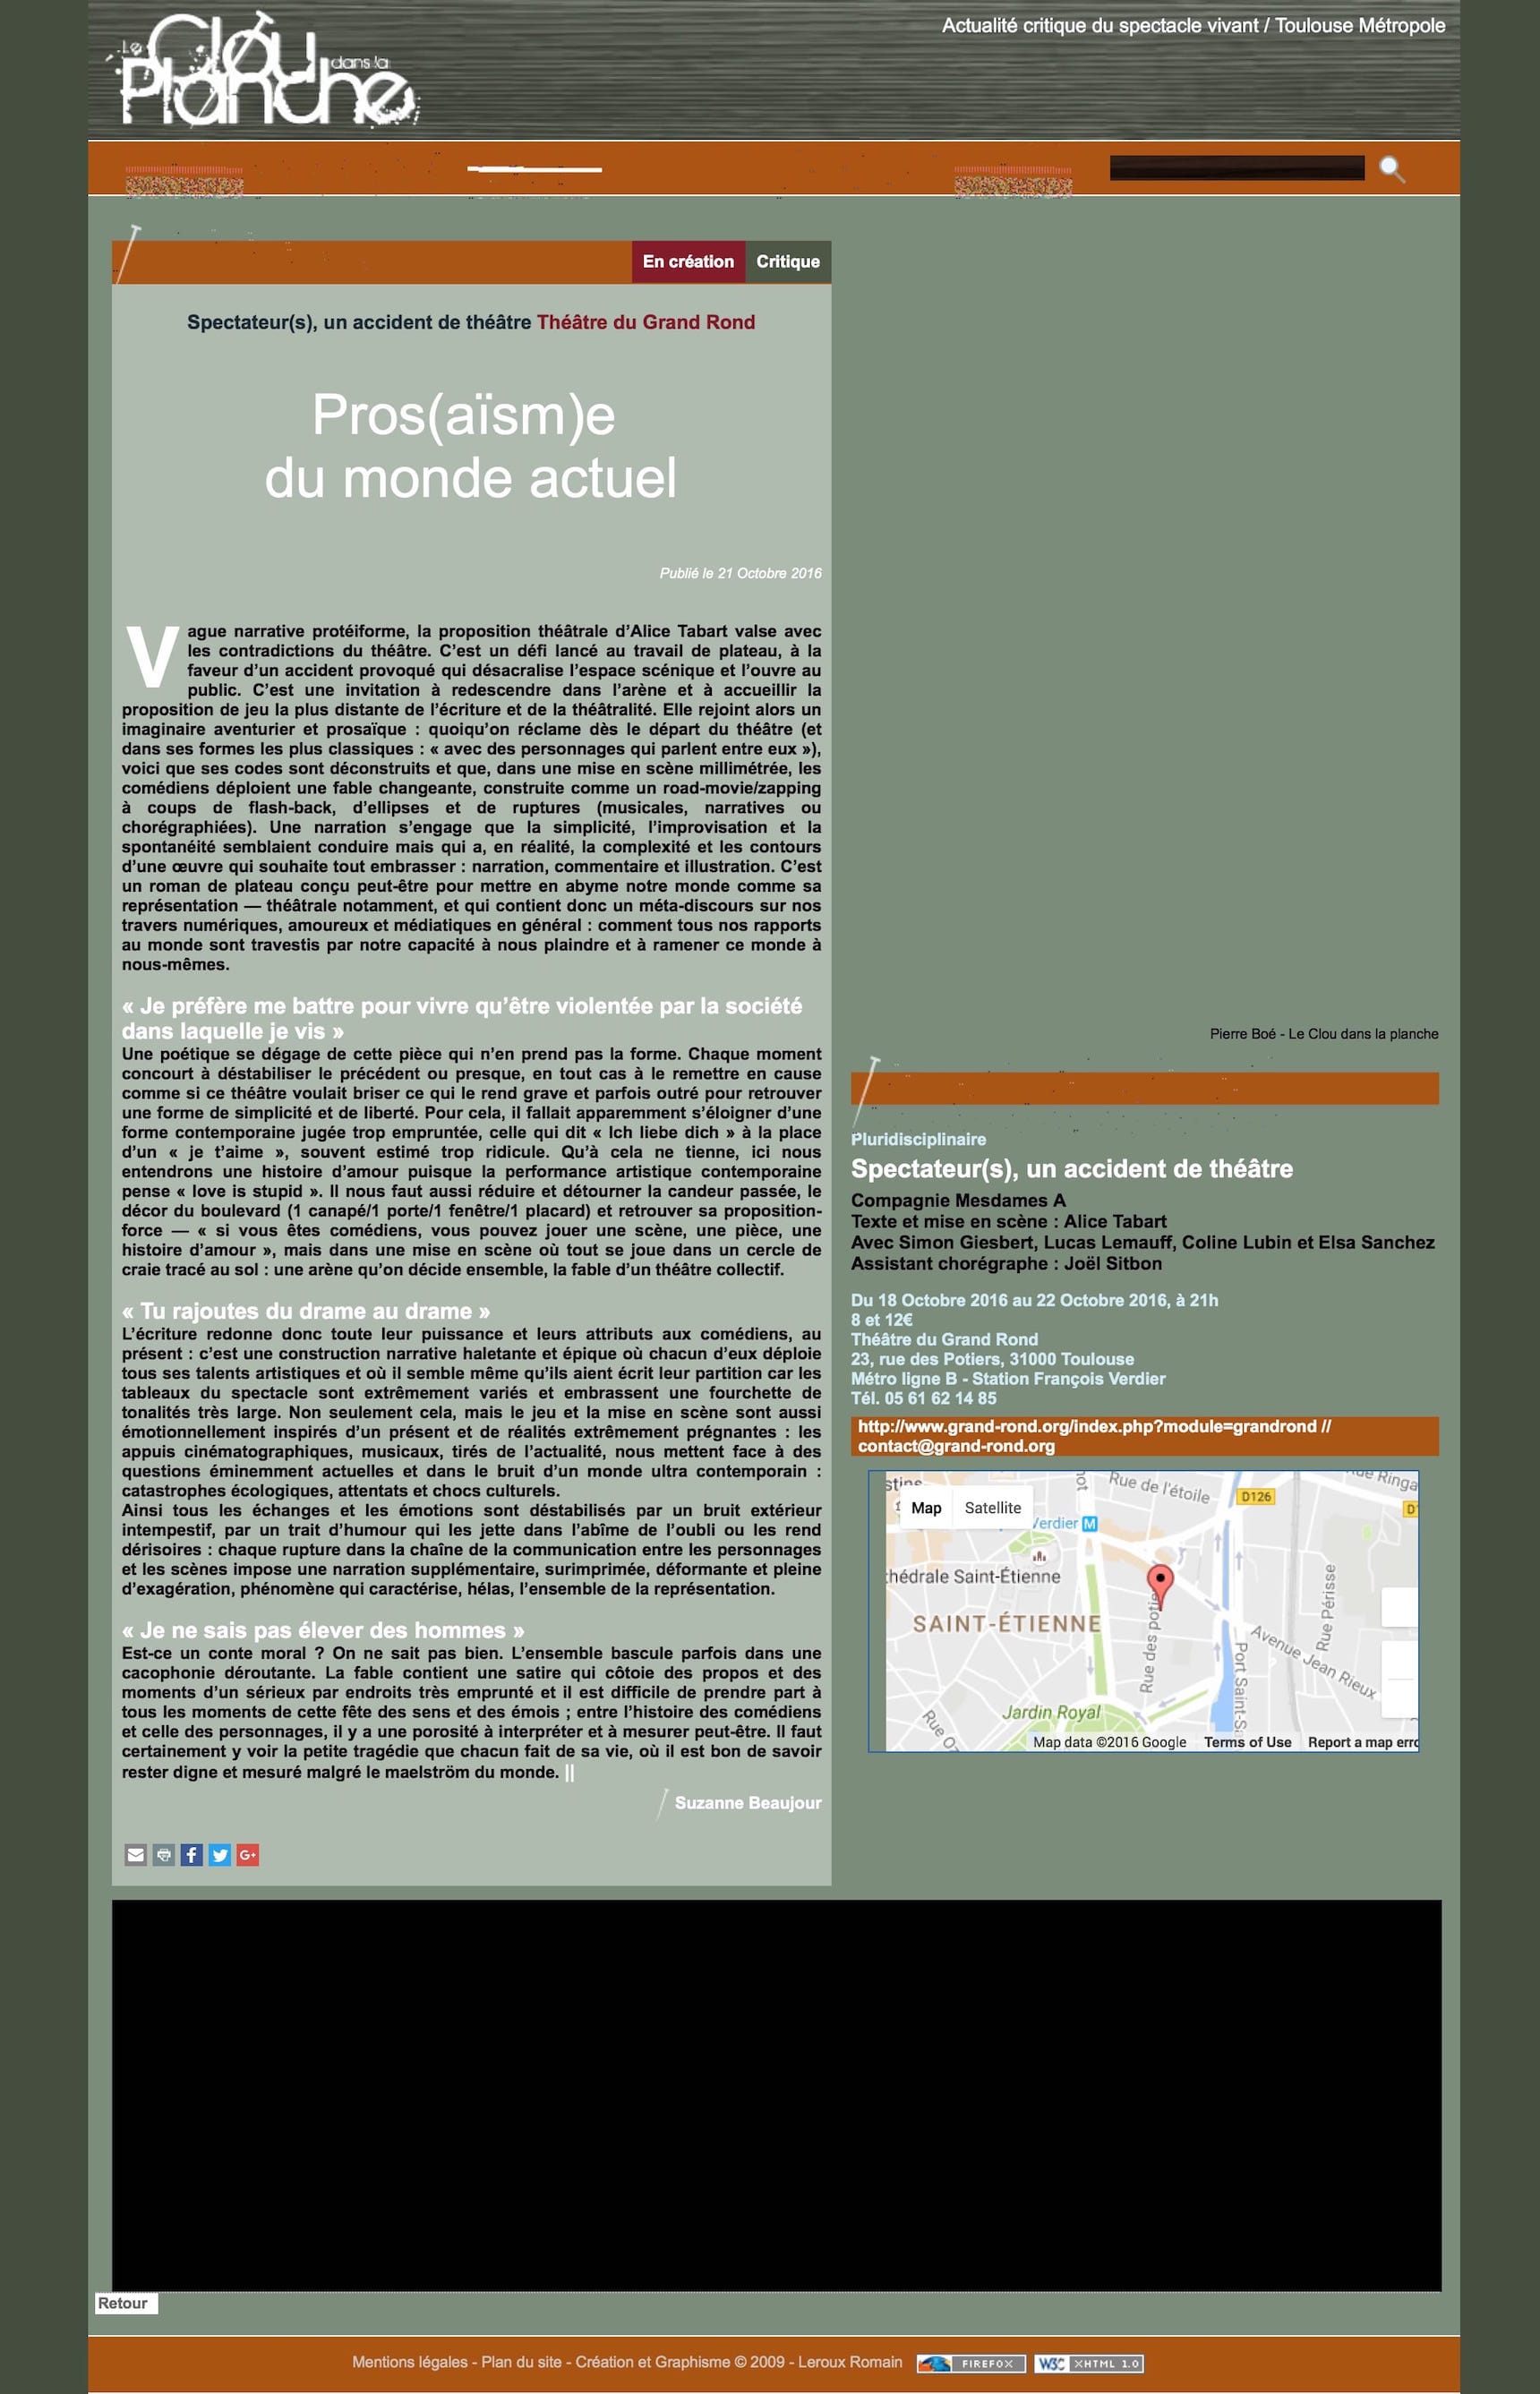 Le Clou dans la Planche
Actualité critique du spectacle vivant / Toulouse Métropole
En création Critique
Spectateur(s), un accident de théâtre Théâtre du Grand Rond
Pros(aïsm)e
du monde actuel
Publié le 21 Octobre 2016
Vague narrative protéiforme, la proposition théâtrale d’Alice Tabart valse avec
les contradictions du théâtre. C’est un défi lancé au travail de plateau, à la
faveur d’un accident provoqué qui désacralise l’espace scénique et l’ouvre au
public. C’est une invitation à redescendre dans l’arène et à accueillir la
proposition de jeu la plus distante de l’écriture et de la théâtralité. Elle rejoint alors un
imaginaire aventurier et prosaïque : quoiqu’on réclame dès le départ du théâtre (et
dans ses formes les plus classiques : « avec des personnages qui parlent entre eux »),
voici que ses codes sont déconstruits et que, dans une mise en scène millimétrée, les
comédiens déploient une fable changeante, construite comme un road-movie/zapping
à coups de flash-back, d’ellipses et de ruptures (musicales, narratives ou
chorégraphiées). Une narration s’engage que la simplicité, l’improvisation et la
spontanéité semblaient conduire mais qui a, en réalité, la complexité et les contours
d’une œuvre qui souhaite tout embrasser : narration, commentaire et illustration. C’est
un roman de plateau conçu peut-être pour mettre en abyme notre monde comme sa
représentation — théâtrale notamment, et qui contient donc un méta-discours sur nos
travers numériques, amoureux et médiatiques en général : comment tous nos rapports
au monde sont travestis par notre capacité à nous plaindre et à ramener ce monde à
nous-mêmes.
« Je préfère me battre pour vivre qu’être violentée par la société
dans laquelle je vis »
Une poétique se dégage de cette pièce qui n’en prend pas la forme. Chaque moment
concourt à déstabiliser le précédent ou presque, en tout cas à le remettre en cause
comme si ce théâtre voulait briser ce qui le rend grave et parfois outré pour retrouver
une forme de simplicité et de liberté. Pour cela, il fallait apparemment s’éloigner d’une
forme contemporaine jugée trop empruntée, celle qui dit « Ich liebe dich » à la place
d’un « je t’aime », souvent estimé trop ridicule. Qu’à cela ne tienne, ici nous
entendrons une histoire d’amour puisque la performance artistique contemporaine
pense « love is stupid ». Il nous faut aussi réduire et détourner la candeur passée, le
décor du boulevard (1 canapé/1 porte/1 fenêtre/1 placard) et retrouver sa proposition-
force — « si vous êtes comédiens, vous pouvez jouer une scène, une pièce, une
histoire d’amour », mais dans une mise en scène où tout se joue dans un cercle de
craie tracé au sol : une arène qu’on décide ensemble, la fable d’un théâtre collectif.
« Tu rajoutes du drame au drame »
L’écriture redonne donc toute leur puissance et leurs attributs aux comédiens, au
présent : c’est une construction narrative haletante et épique où chacun d’eux déploie
tous ses talents artistiques et où il semble même qu’ils aient écrit leur partition car les
tableaux du spectacle sont extrêmement variés et embrassent une fourchette de
tonalités très large. Non seulement cela, mais le jeu et la mise en scène sont aussi
émotionnellement inspirés d’un présent et de réalités extrêmement prégnantes : les
appuis cinématographiques, musicaux, tirés de l’actualité, nous mettent face à des
questions éminemment actuelles et dans le bruit d’un monde ultra contemporain :
catastrophes écologiques, attentats et chocs culturels.
Ainsi tous les échanges et les émotions sont déstabilisés par un bruit extérieur
intempestif, par un trait d’humour qui les jette dans l’abîme de l’oubli ou les rend
dérisoires : chaque rupture dans la chaîne de la communication entre les personnages
et les scènes impose une narration supplémentaire, surimprimée, déformante et pleine
d’exagération, phénomène qui caractérise, hélas, l’ensemble de la représentation.
« Je ne sais pas élever des hommes »
Est-ce un conte moral ? On ne sait pas bien. L’ensemble bascule parfois dans une
cacophonie déroutante. La fable contient une satire qui côtoie des propos et des
moments d’un sérieux par endroits très emprunté et il est difficile de prendre part à
tous les moments de cette fête des sens et des émois ; entre l’histoire des comédiens
et celle des personnages, il y a une porosité à interpréter et à mesurer peut-être. Il faut
certainement y voir la petite tragédie que chacun fait de sa vie, où il est bon de savoir
rester digne et mesuré malgré le maelström du monde. ||
Suzanne Beaujour
Pierre Boé - Le Clou dans la planche
Pluridisciplinaire
Spectateur(s), un accident de théâtre
Compagnie Mesdames A
Texte et mise en scène : Alice Tabart
Avec Simon Giesbert, Lucas Lemauff, Coline Lubin et Elsa Sanchez
Assistant chorégraphe : Joël Sitbon
Du 18 Octobre 2016 au 22 Octobre 2016, à 21h
8 et 12€
Théâtre du Grand Rond
23, rue des Potiers, 31000 Toulouse
Métro ligne B - Station François Verdier
Tél. 05 61 62 14 85
http://www.grand-rond.org/index.php?module=grandrond //
contact@grand-rond.org
Map Satellite
Rue de l'étoile
D126
Verdier M
thédrale Saint-Étienne
SAINT-ÉTIENNE
Rue des potie
Rue Périsse
Avenue Jean Rieux
Port Saint-S
Jardin Royal
Map data ©2016 Google Terms of Use Report a map erro
Retour
Mentions légales - Plan du site - Création et Graphisme © 2009 - Leroux Romain FIREFOX W3C XHTML 1.0